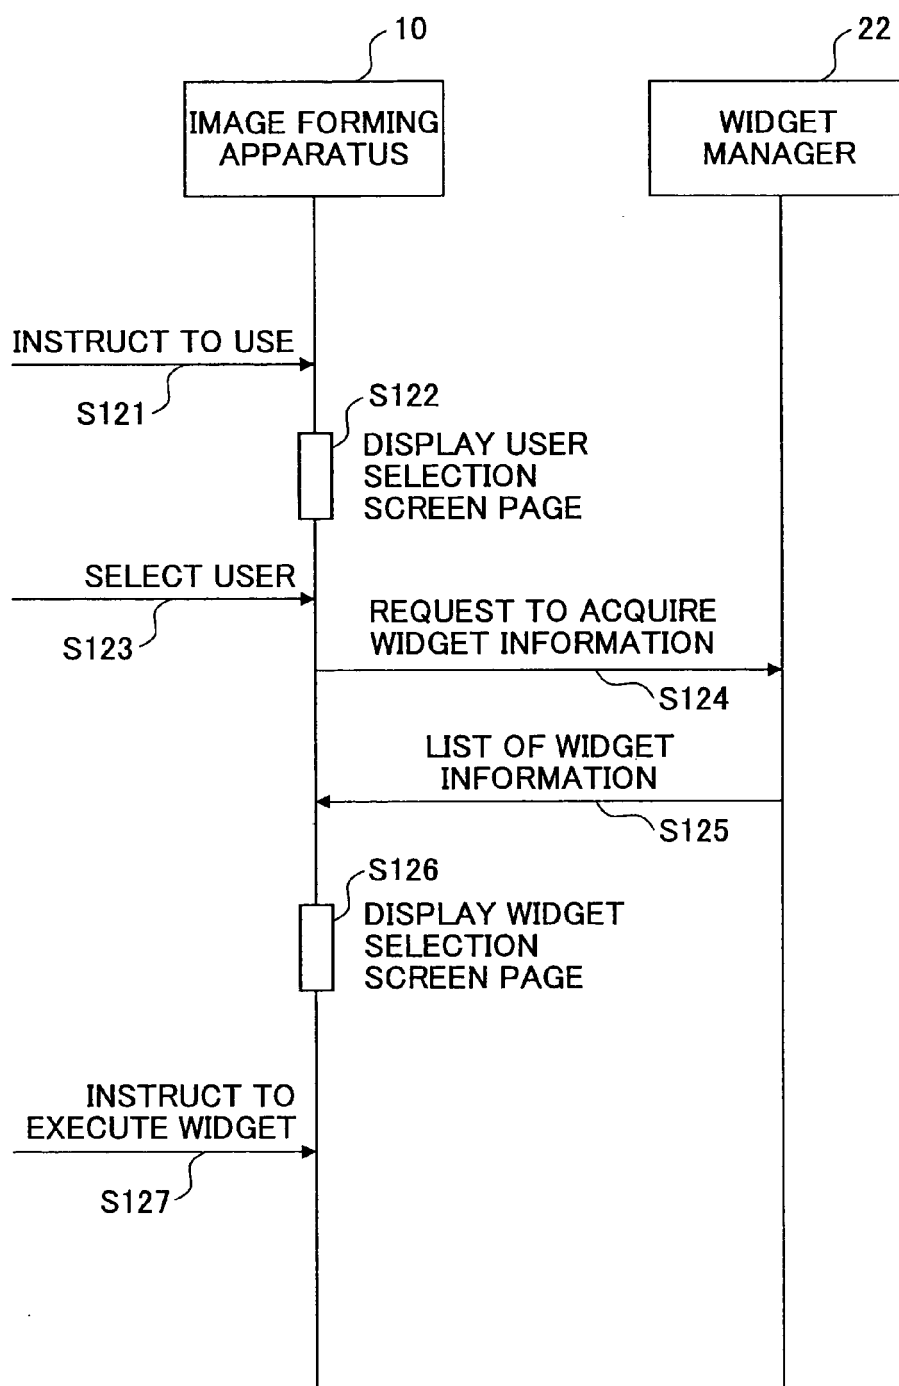 10
22
IMAGE FORMING
APPARATUS
WIDGET
MANAGER
INSTRUCT TO USE
S121
S122
DISPLAY USER
SELECTION
SCREEN PAGE
SELECT USER
S123
REQUEST TO ACQUIRE
WIDGET INFORMATION
S124
LIST OF WIDGET
INFORMATION
S125
S126
DISPLAY WIDGET
SELECTION
SCREEN PAGE
INSTRUCT TO
EXECUTE WIDGET
S127